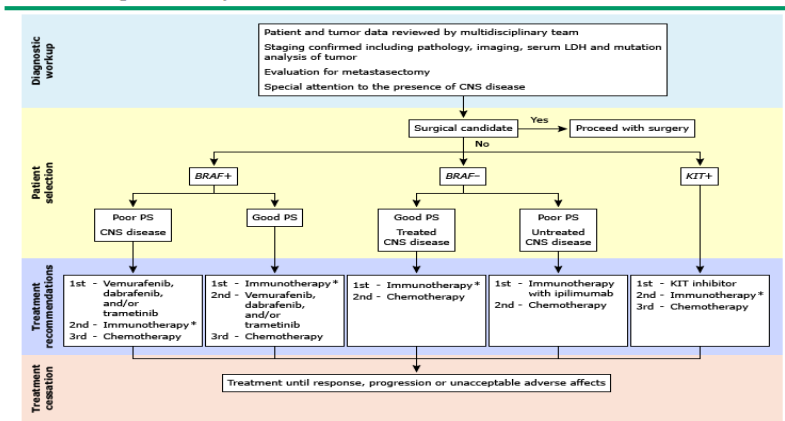 Diagnostic
workup
Patient and tumor data reviewed by multidisciplinary team
Staging confirmed including pathology, imaging, serum LDH and mutation
analysis of tumor
Evaluation for metastasectomy
Special attention to the presence of CNS disease
Patient
selection
Surgical candidate
Yes
Proceed with surgery
No
BRAF+
BRAF−
KIT+
Poor PS
CNS disease
Good PS
Good PS
Treated
CNS disease
Poor PS
Untreated
CNS disease
Treatment
recommendations
1st - Vemurafenib,
dabrafenib,
and/or
trametinib
2nd - Immunotherapy*
3rd - Chemotherapy
1st - Immunotherapy*
2nd - Vemurafenib,
dabrafenib,
and/or
trametinib
3rd - Chemotherapy
1st - Immunotherapy*
2nd - Chemotherapy
1st - Immunotherapy
with ipilimumab
2nd - Chemotherapy
1st - KIT inhibitor
2nd - Immunotherapy*
3rd - Chemotherapy
Treatment
cessation
Treatment until response, progression or unacceptable adverse affects